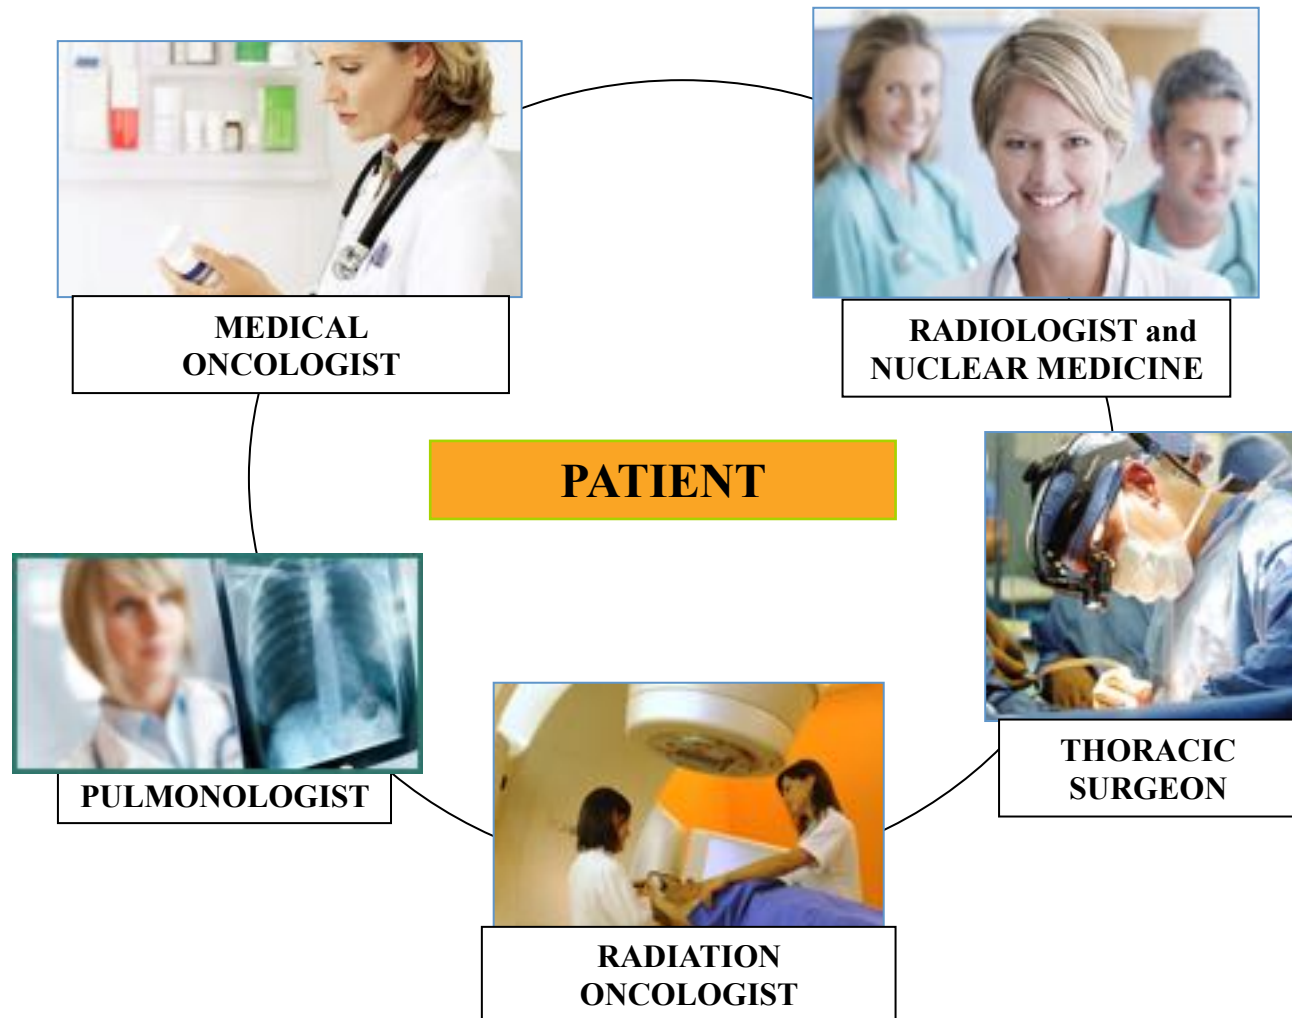 MEDICAL
ONCOLOGIST
RADIOLOGIST and
NUCLEAR MEDICINE
PATIENT
PULMONOLOGIST
THORACIC
SURGEON
RADIATION
ONCOLOGIST